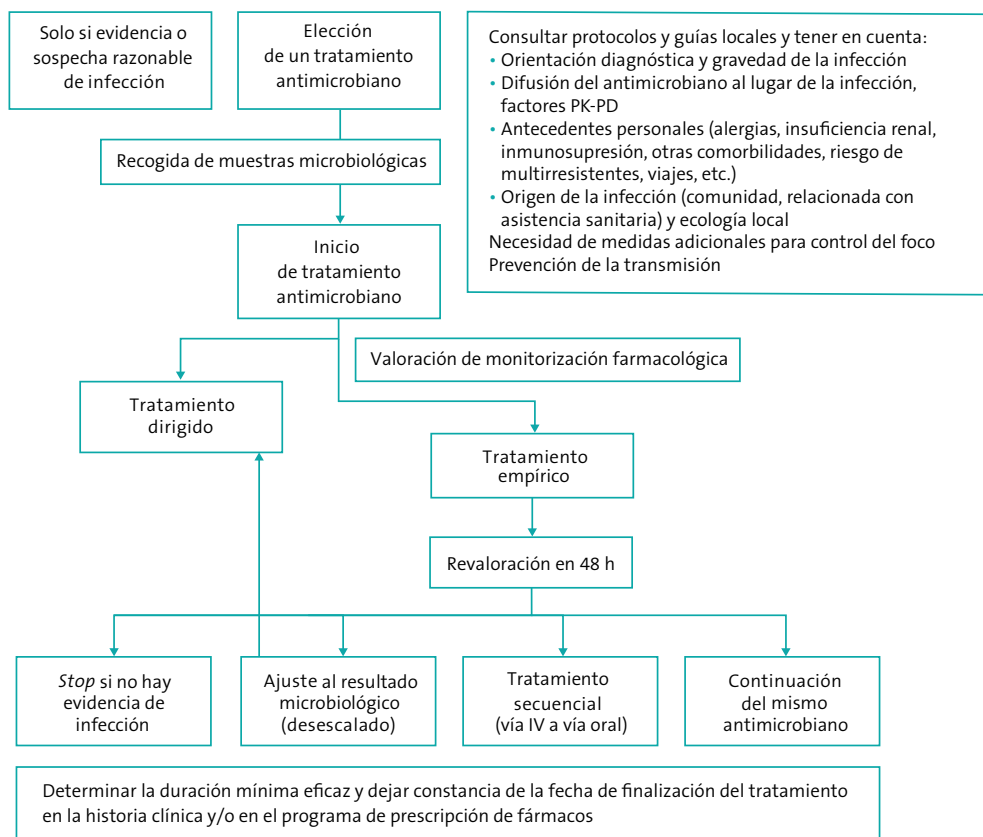 Solo si evidencia o
sospecha razonable
de infección
Elección
de un tratamiento
antimicrobiano
Consultar protocolos y guías locales y tener en cuenta:
• Orientación diagnóstica y gravedad de la infección
• Difusión del antimicrobiano al lugar de la infección,
factores PK-PD
• Antecedentes personales (alergias, insuficiencia renal,
inmunosupresión, otras comorbilidades, riesgo de
multirresistentes, viajes, etc.)
• Origen de la infección (comunidad, relacionada con
asistencia sanitaria) y ecología local
Necesidad de medidas adicionales para control del foco
Prevención de la transmisión
Recogida de muestras microbiológicas
Inicio
de tratamiento
antimicrobiano
Valoración de monitorización farmacológica
Tratamiento
dirigido
Tratamiento
empírico
Revaloración en 48 h
Stop si no hay
evidencia de
infección
Ajuste al resultado
microbiológico
(desescalado)
Tratamiento
secuencial
(vía IV a vía oral)
Continuación
del mismo
antimicrobiano
Determinar la duración mínima eficaz y dejar constancia de la fecha de finalización del tratamiento
en la historia clínica y/o en el programa de prescripción de fármacos